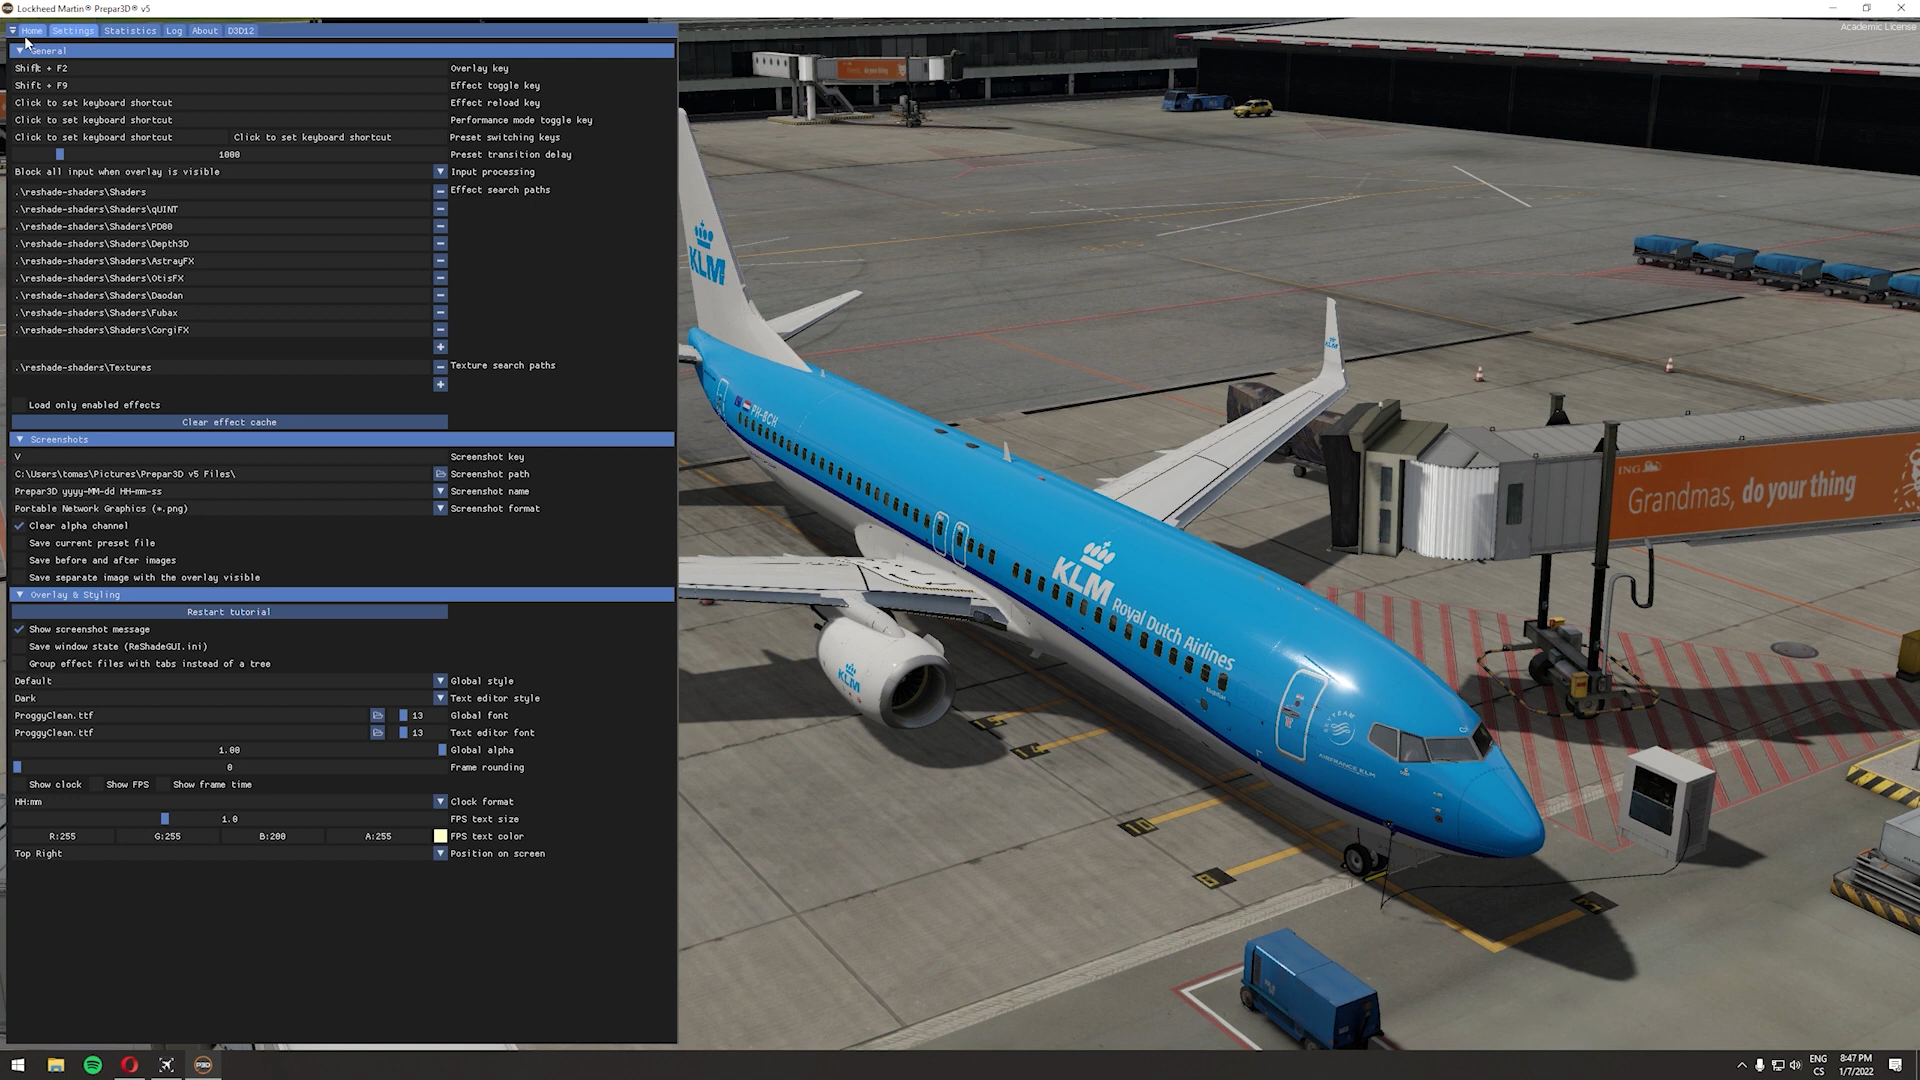 Lockheed Martin® Prepar3D® v5
Academic License
Home Settings Statistics Log About D3D12
General
Shift + F2 Overlay key
Shift + F9 Effect toggle key
Click to set keyboard shortcut Effect reload key
Click to set keyboard shortcut Performance mode toggle key
Click to set keyboard shortcut Click to set keyboard shortcut Preset switching keys
1000 Preset transition delay
Block all input when overlay is visible Input processing
.\reshade-shaders\Shaders Effect search paths
.\reshade-shaders\Shaders\qUINT
.\reshade-shaders\Shaders\PD80
.\reshade-shaders\Shaders\Depth3D
.\reshade-shaders\Shaders\AstrayFX
.\reshade-shaders\Shaders\OtisFX
.\reshade-shaders\Shaders\Daodan
.\reshade-shaders\Shaders\Fubax
.\reshade-shaders\Shaders\CorgiFX
.\reshade-shaders\Textures Texture search paths
Load only enabled effects
Clear effect cache
Screenshots
V Screenshot key
C:\Users\tomas\Pictures\Prepar3D v5 Files\ Screenshot path
Prepar3D yyyy-MM-dd HH-mm-ss Screenshot name
Portable Network Graphics (*.png) Screenshot format
Clear alpha channel
Save current preset file
Save before and after images
Save separate image with the overlay visible
Overlay & Styling
Restart tutorial
Show screenshot message
Save window state (ReShadeGUI.ini)
Group effect files with tabs instead of a tree
Default Global style
Dark Text editor style
ProggyClean.ttf 13 Global font
ProggyClean.ttf 13 Text editor font
1.00 Global alpha
0 Frame rounding
Show clock Show FPS Show frame time
HH:mm Clock format
1.0 FPS text size
R:255 G:255 B:200 A:255 FPS text color
Top Right Position on screen
KLM
PH-BCH
KLM
ING
Grandmas, do your thing
KLM
Royal Dutch Airlines
KLM
SKYTEAM
AIRFRANCE KLM
P3D
ENG
CS
8:47 PM
1/7/2022